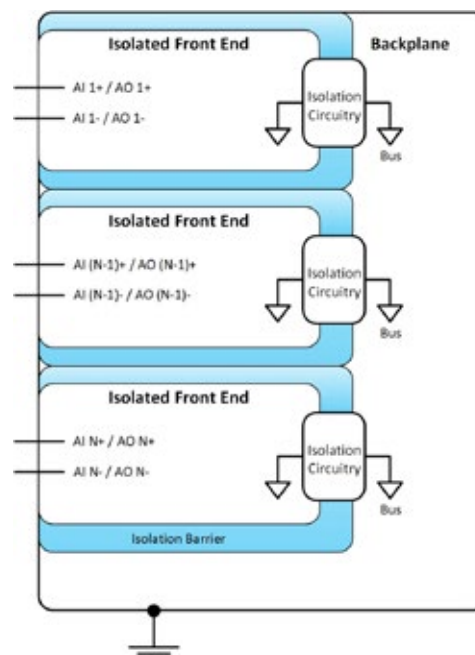 Isolated Front End
Backplane
AI 1+ / AO 1+
AI 1- / AO 1-
Isolation
Circuitry
Bus
Isolated Front End
AI (N-1)+ / AO (N-1)+
AI (N-1)- / AO (N-1)-
Isolation
Circuitry
Bus
Isolated Front End
AI N+ / AO N+
AI N- / AO N-
Isolation
Circuitry
Bus
Isolation Barrier